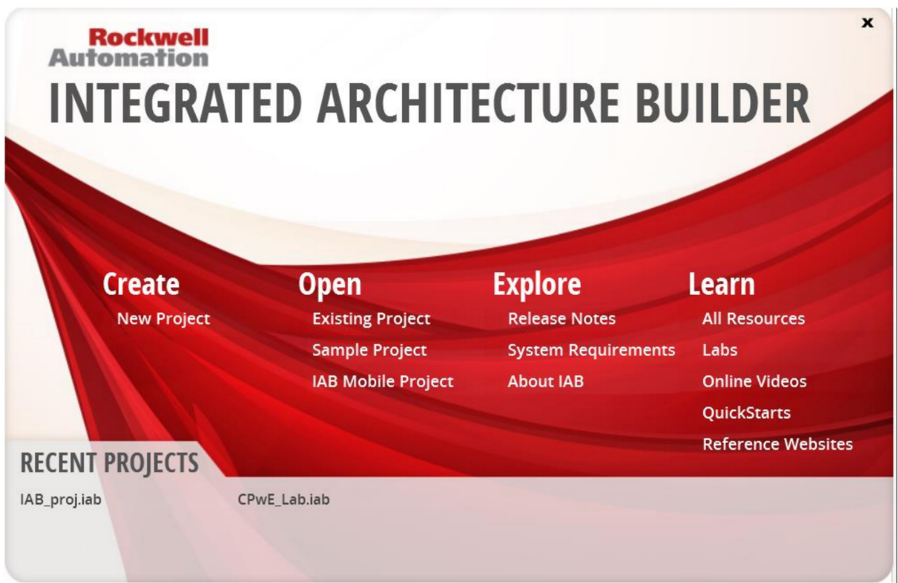 Rockwell
Automation
x
INTEGRATED ARCHITECTURE BUILDER
Create
New Project
Open
Existing Project
Sample Project
IAB Mobile Project
Explore
Release Notes
System Requirements
About IAB
Learn
All Resources
Labs
Online Videos
QuickStarts
Reference Websites
RECENT PROJECTS
IAB_proj.iab
CPwE_Lab.iab